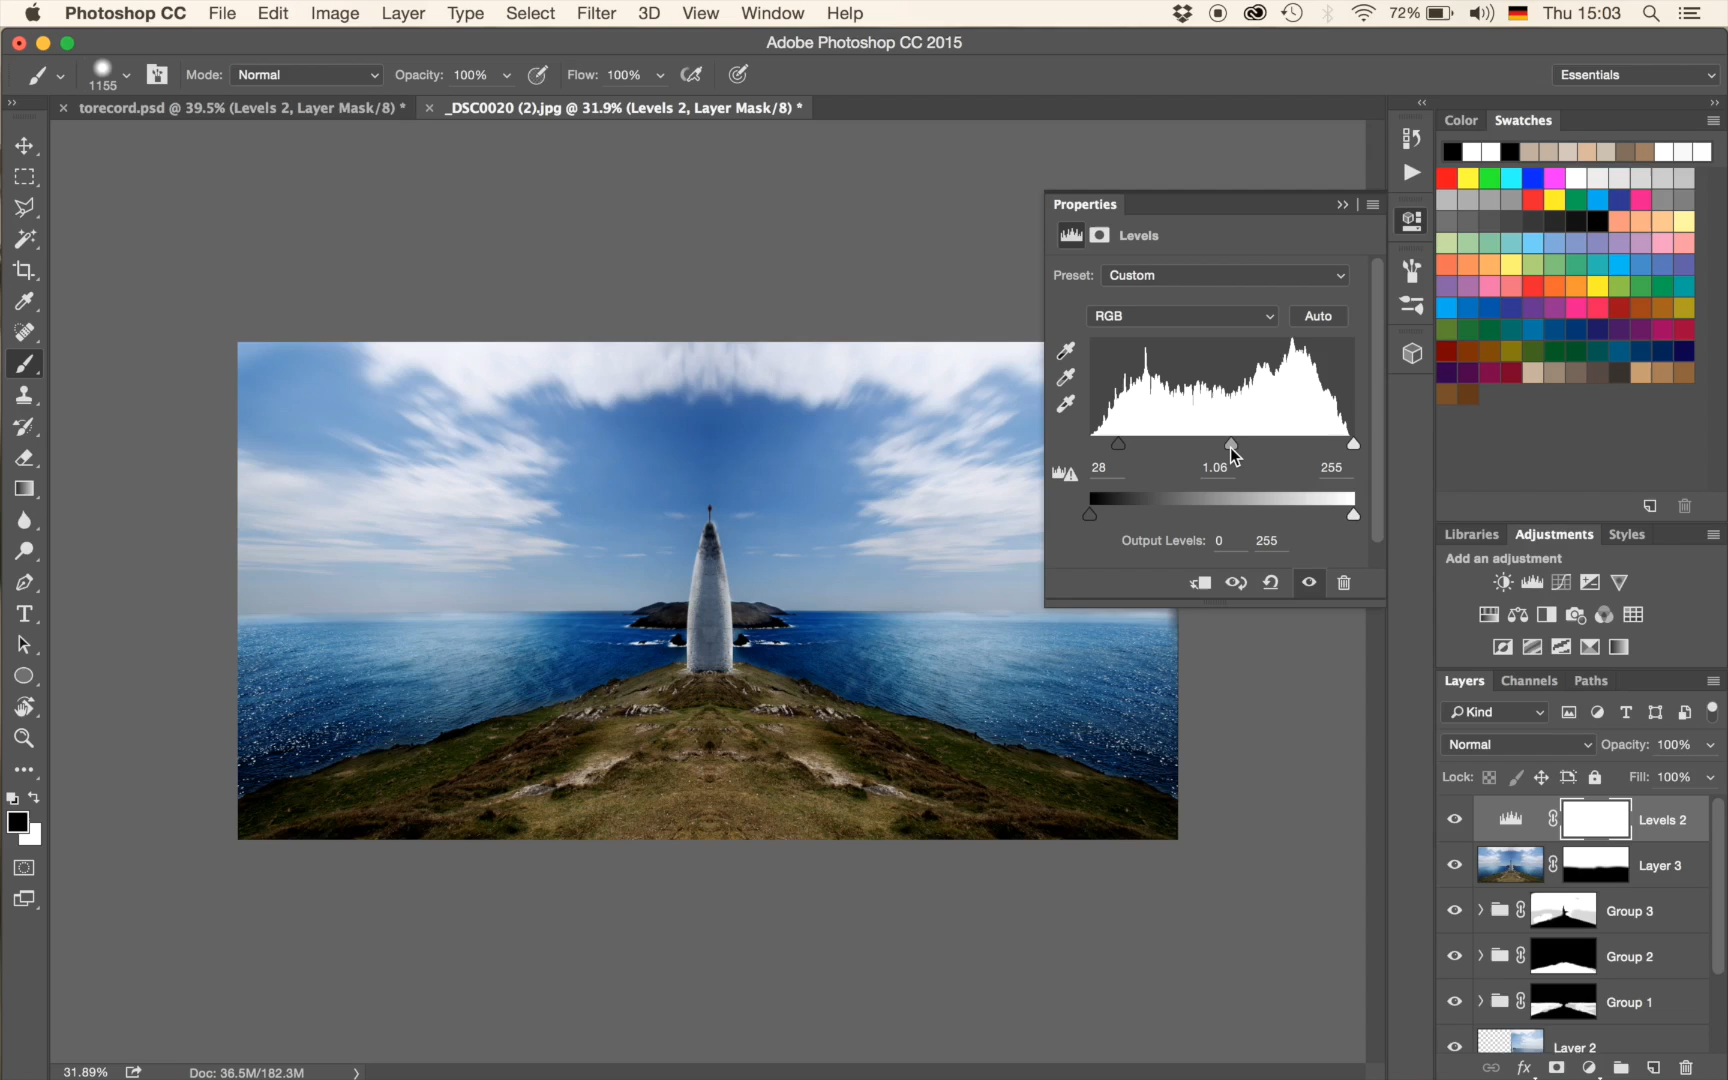 Photoshop CC File Edit Image Layer Type Select Filter 3D View Window Help 72% Thu 15:03
Adobe Photoshop CC 2015
1155 Mode: Normal Opacity: 100% Flow: 100% Essentials
torecord.psd @ 39.5% (Levels 2, Layer Mask/8) * _DSC0020 (2).jpg @ 31.9% (Levels 2, Layer Mask/8) *
Color Swatches
Properties
Levels
Preset: Custom
RGB Auto
28 1.06 255
Output Levels: 0 255
Libraries Adjustments Styles
Add an adjustment
Layers Channels Paths
Kind
Normal Opacity: 100%
Lock: Fill: 100%
Levels 2
Layer 3
Group 3
Group 2
Group 1
Layer 2
31.89% Doc: 36.5M/182.3M